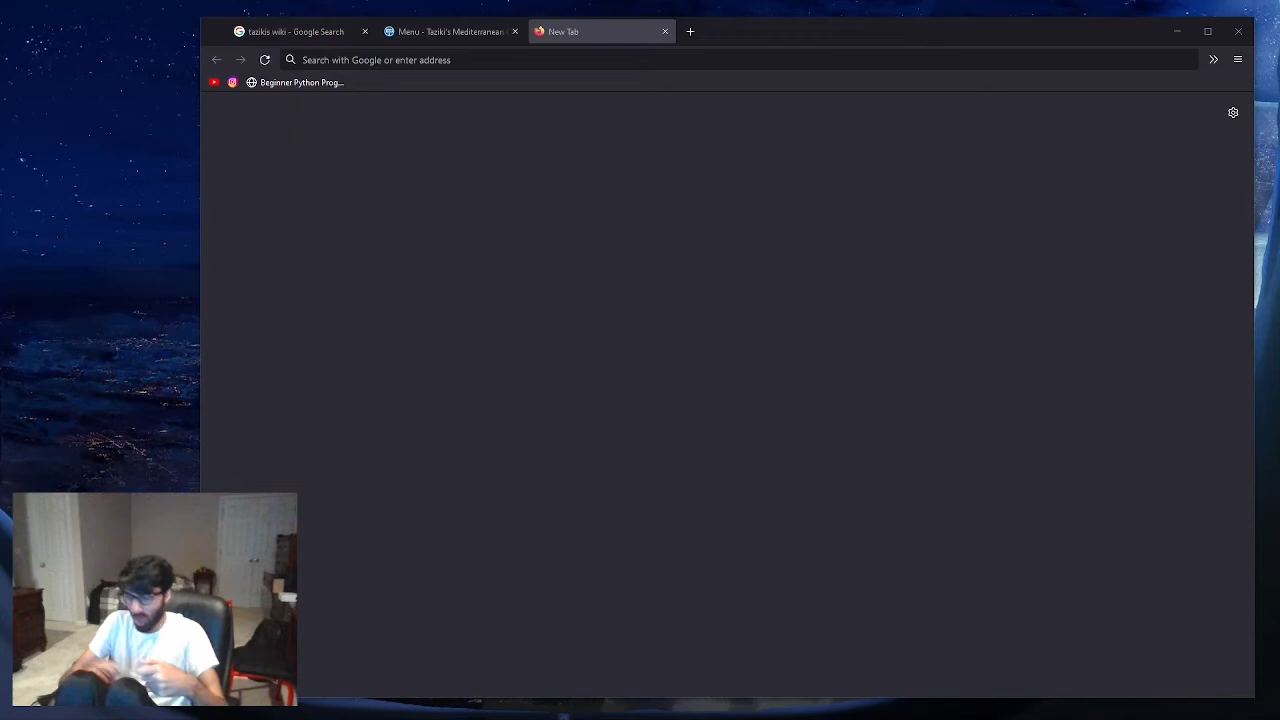 tazikis wiki - Google Search
Menu - Taziki's Mediterranean
New Tab
Search with Google or enter address
Beginner Python Prog...